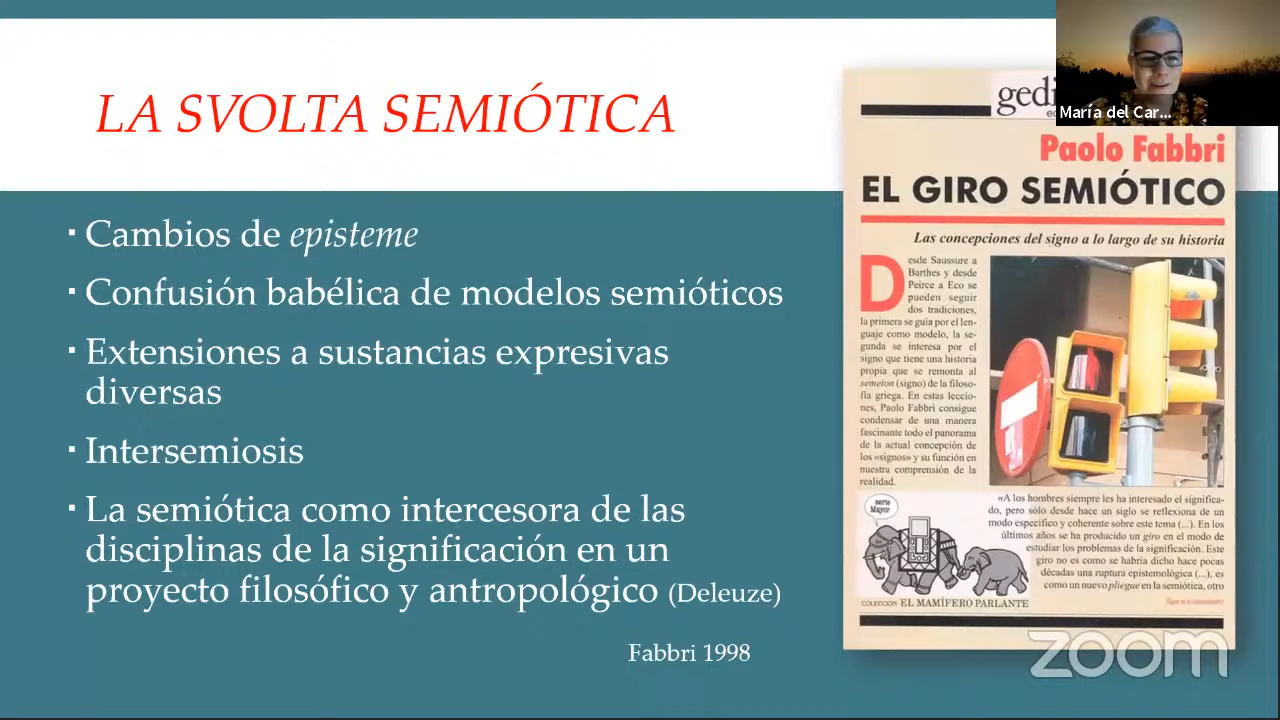 LA SVOLTA SEMIÓTICA
▪ Cambios de episteme
▪ Confusión babélica de modelos semióticos
▪ Extensiones a sustancias expresivas
diversas
▪ Intersemiosis
▪ La semiótica como intercesora de las
disciplinas de la significación en un
proyecto filosófico y antropológico (Deleuze)
Fabbri 1998
María del Car...
Paolo Fabbri
EL GIRO SEMIÓTICO
Las concepciones del signo a lo largo de su historia
Desde Saussure a
Barthes y desde
Peirce a Eco se
pueden seguir
dos tradiciones,
la primera se guía por el len-
guaje como modelo, la se-
gunda se interesa por el
signo que tiene una historia
propia que se remonta al
semeion (signo) de la filoso-
fía griega. En estas leccio-
nes, Paolo Fabbri consigue
condensar de una manera
fascinante todo el panorama
de la actual concepción de
los «signos» y su función en
nuestra comprensión de la
realidad.
serie
Mayor
COLECCIÓN EL MAMÍFERO PARLANTE
«A los hombres siempre les ha interesado el significa-
do, pero sólo desde hace un siglo se reflexiona de un
modo específico y coherente sobre este tema (...). En los
últimos años se ha producido un giro en el modo de
estudiar los problemas de la significación. Este
giro no es como se habría dicho hace pocas
décadas una ruptura epistemológica (...), es
como un nuevo pliegue en la semiótica, otro
zoom